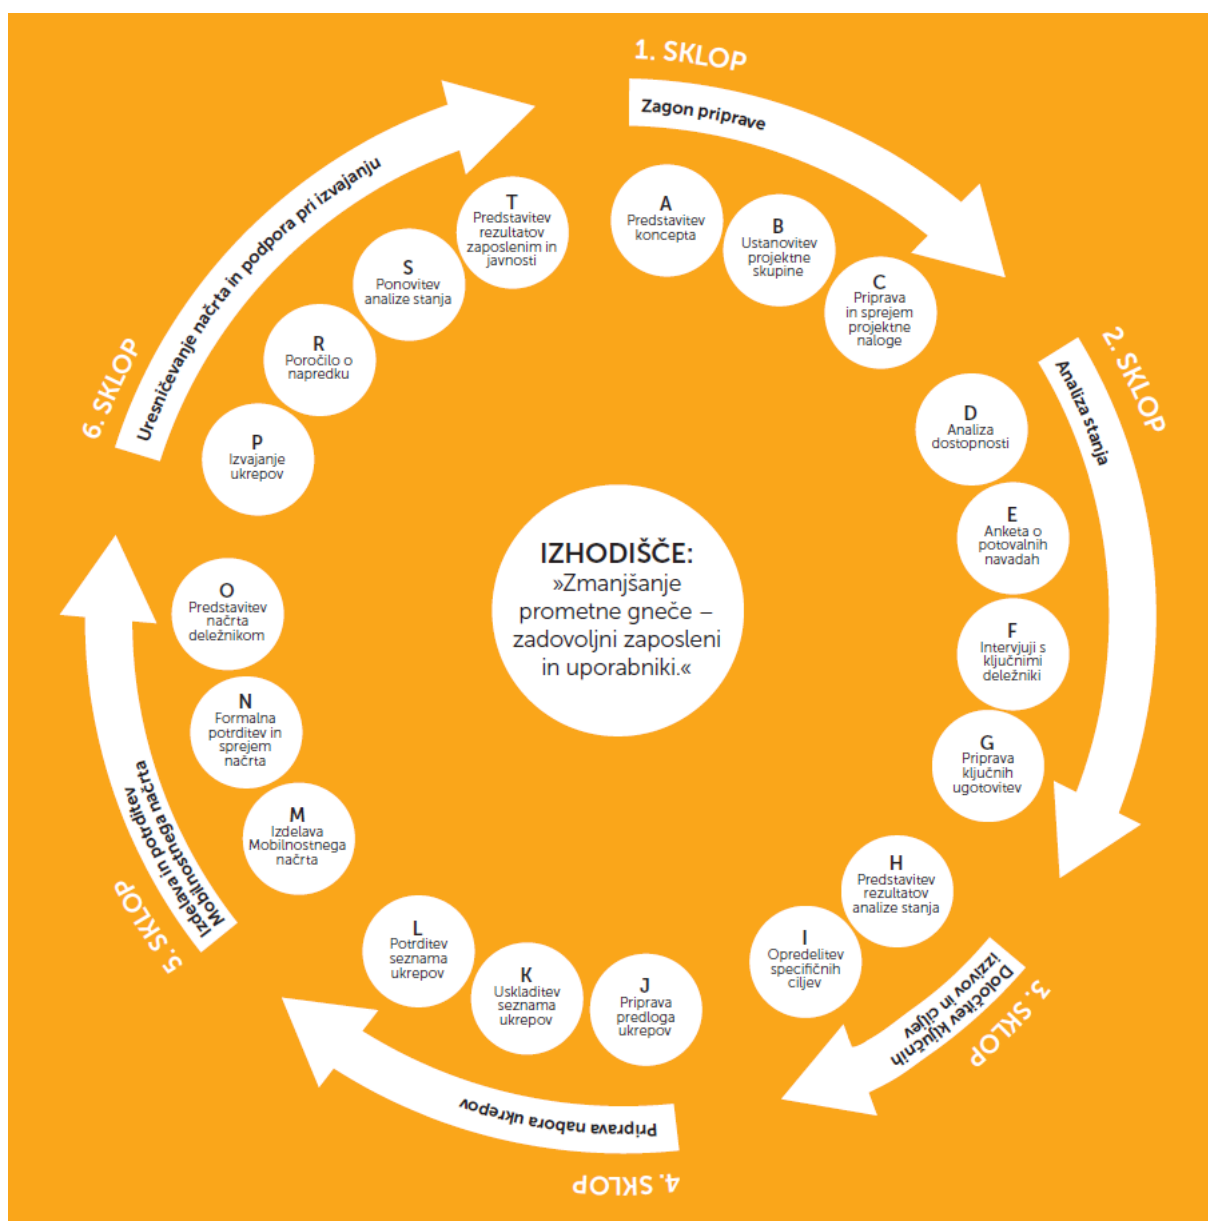 1. SKLOP
Zagon priprave
A
Predstavitev
koncepta
B
Ustanovitev
projektne
skupine
C
Priprava
in sprejem
projektne
naloge
2. SKLOP
Analiza stanja
D
Analiza
dostopnosti
E
Anketa o
potovalnih
navadah
F
Intervjuji s
ključnimi
deležniki
G
Priprava
ključnih
ugotovitev
3. SKLOP
Določitev ključnih
izzivov in ciljev
H
Predstavitev
rezultatov
analize stanja
I
Opredelitev
specifičnih
ciljev
4. SKLOP
Priprava nabora ukrepov
J
Priprava
predloga
ukrepov
K
Uskladitev
seznama
ukrepov
L
Potrditev
seznama
ukrepov
5. SKLOP
Izdelava in potrditev
Mobilnostnega načrta
M
Izdelava
Mobilnostnega
načrta
N
Formalna
potrditev in
sprejem
načrta
O
Predstavitev
načrta
deležnikom
6. SKLOP
Uresničevanje načrta in podpora pri izvajanju
P
Izvajanje
ukrepov
R
Poročilo o
napredku
S
Ponovitev
analize stanja
T
Predstavitev
rezultatov
zaposlenim in
javnosti
IZHODIŠČE:
»Zmanjšanje
prometne gneče –
zadovoljni zaposleni
in uporabniki.«